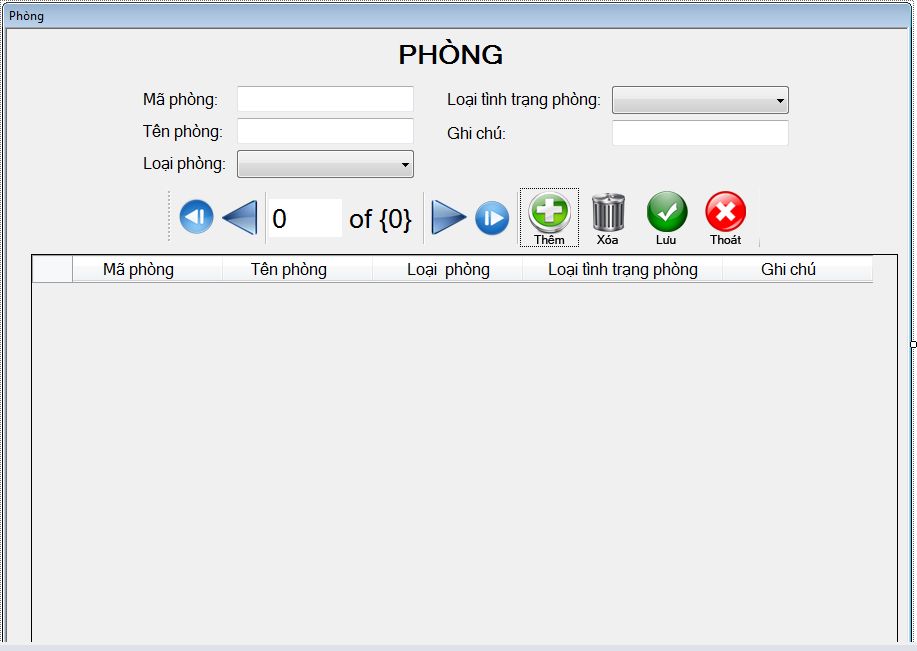 Phòng
PHÒNG
Mã phòng:
Loại tình trạng phòng:
Tên phòng:
Ghi chú:
Loại phòng:
0 of {0}
Thêm Xóa Lưu Thoát
Mã phòng Tên phòng Loại phòng Loại tình trạng phòng Ghi chú